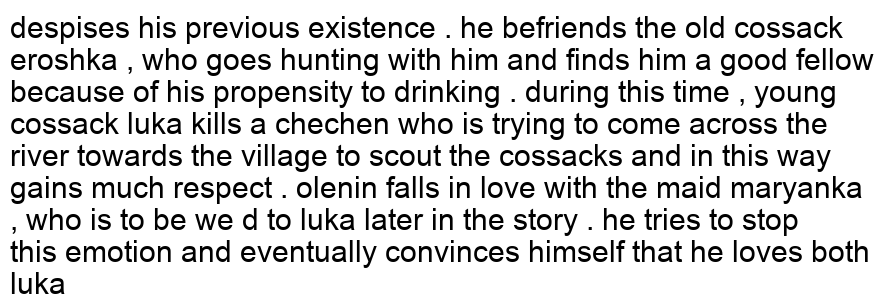 despises his previous existence . he befriends the old cossack
eroshka , who goes hunting with him and finds him a good fellow
because of his propensity to drinking . during this time , young
cossack luka kills a chechen who is trying to come across the
river towards the village to scout the cossacks and in this way
gains much respect . olenin falls in love with the maid maryanka
, who is to be we d to luka later in the story . he tries to stop
this emotion and eventually convinces himself that he loves both
luka